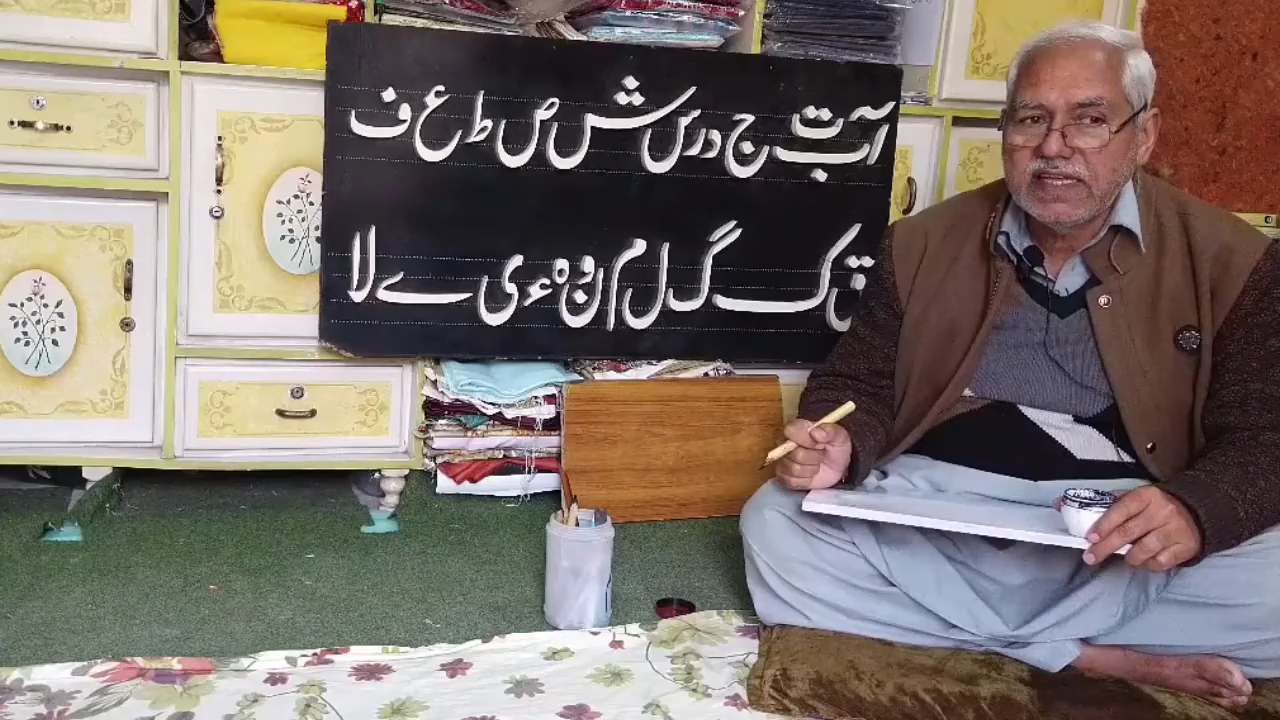 آ ب ت ج د ر س ش ص ط ع ف
ق ک گ ل م ن و ہ ء ی ے لا